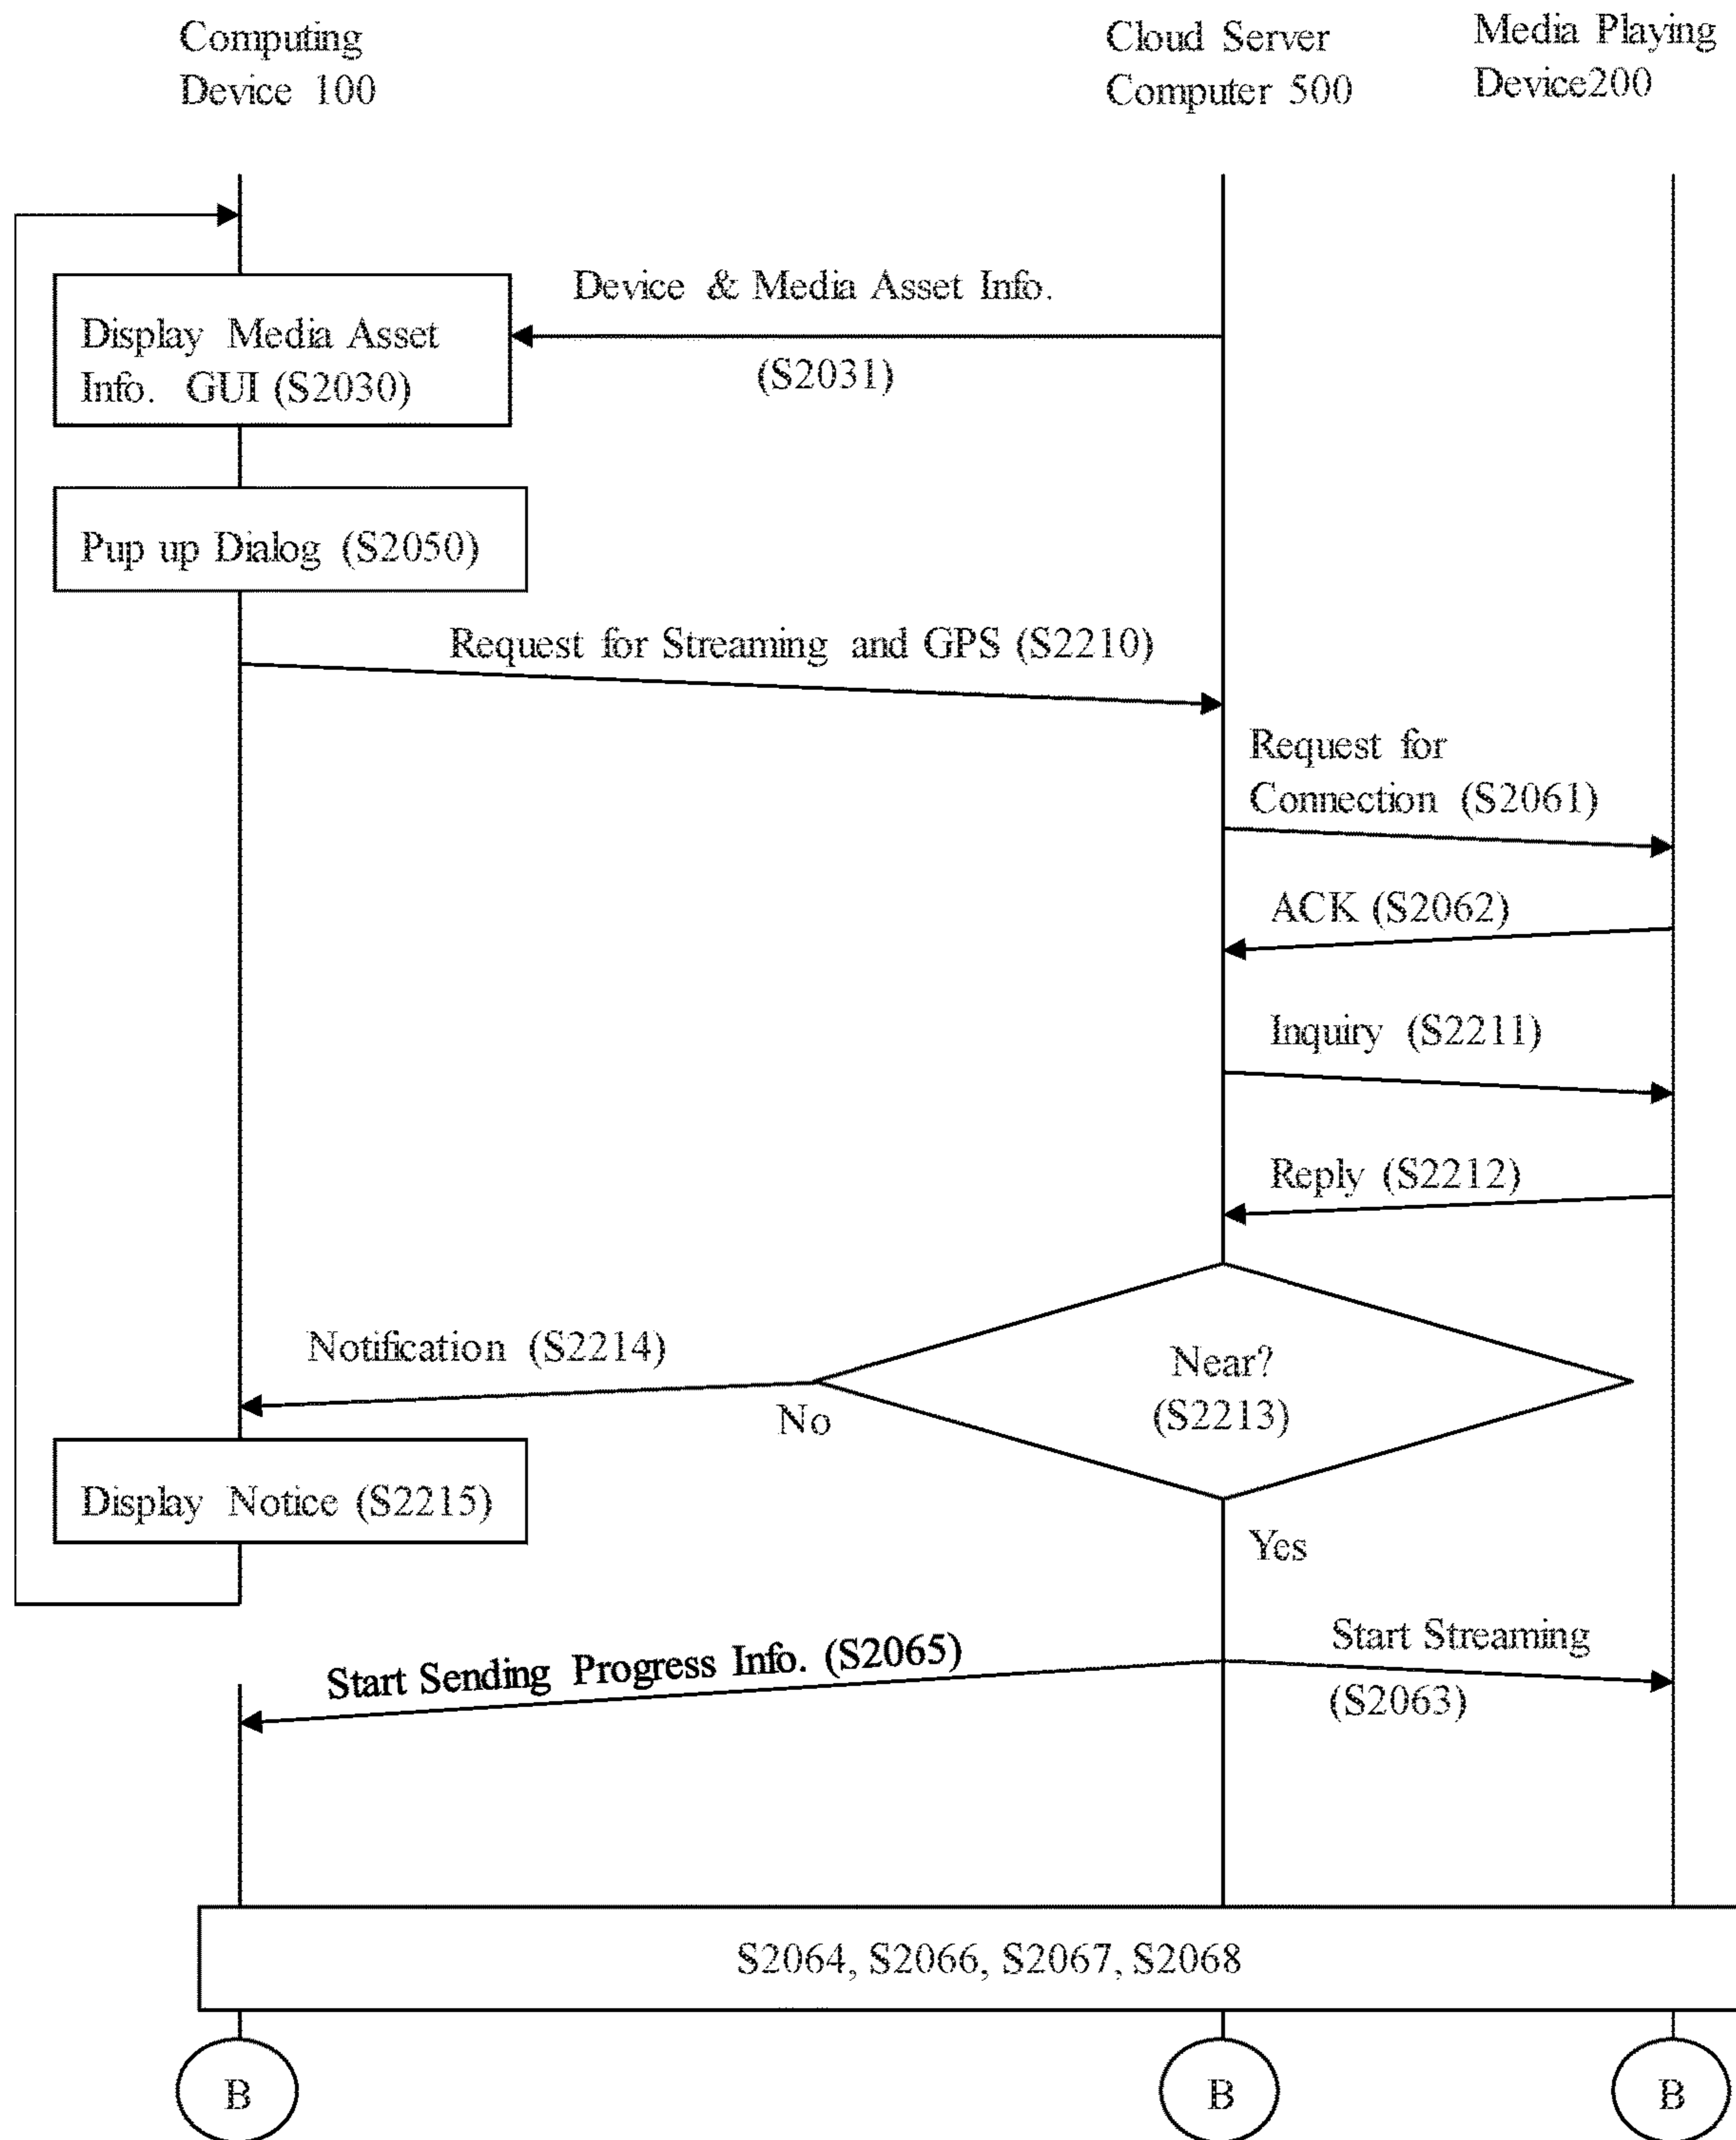 Computing
Device 100
Cloud Server
Computer 500
Media Playing
Device200
Device & Media Asset Info.
(S2031)
Display Media Asset
Info. GUI (S2030)
Pup up Dialog (S2050)
Request for Streaming and GPS (S2210)
Request for
Connection (S2061)
ACK (S2062)
Inquiry (S2211)
Reply (S2212)
Notification (S2214)
Near?
(S2213)
No
Display Notice (S2215)
Yes
Start Sending Progress Info. (S2065)
Start Streaming
(S2063)
S2064, S2066, S2067, S2068
B
B
B